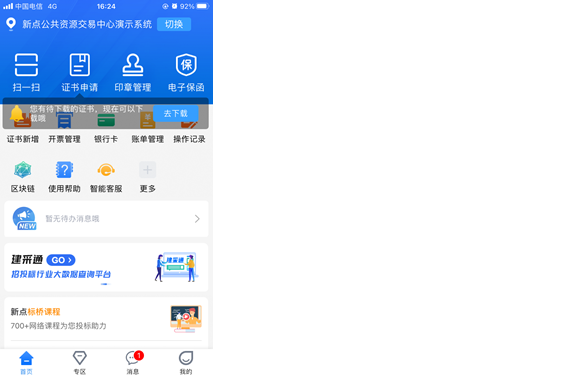 中国电信 4G 16:24 92%
新点公共资源交易中心演示系统 切换
扫一扫 证书申请 印章管理 电子保函
保
您有待下载的证书，现在可以下载哦 去下载
证书新增 开票管理 银行卡 账单管理 操作记录
区块链 使用帮助 智能客服 更多
NEW 暂无待办消息哦
建采通 GO
招投标行业大数据查询平台
建采通
新点标桥课程
700+网络课程为您投标助力
1
首页 专区 消息 我的